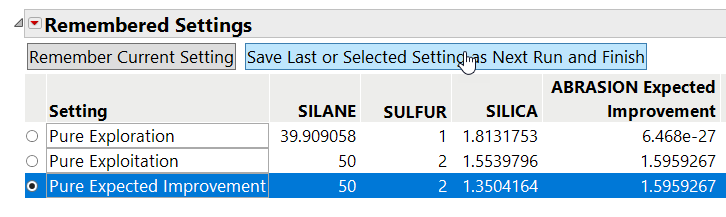 Remembered Settings
Remember Current Setting Save Last or Selected Setting as Next Run and Finish
ABRASION Expected
Setting SILANE SULFUR SILICA Improvement
Pure Exploration 39.909058 1 1.8131753 6.468e-27
Pure Exploitation 50 2 1.5539796 1.5959267
Pure Expected Improvement 50 2 1.3504164 1.5959267